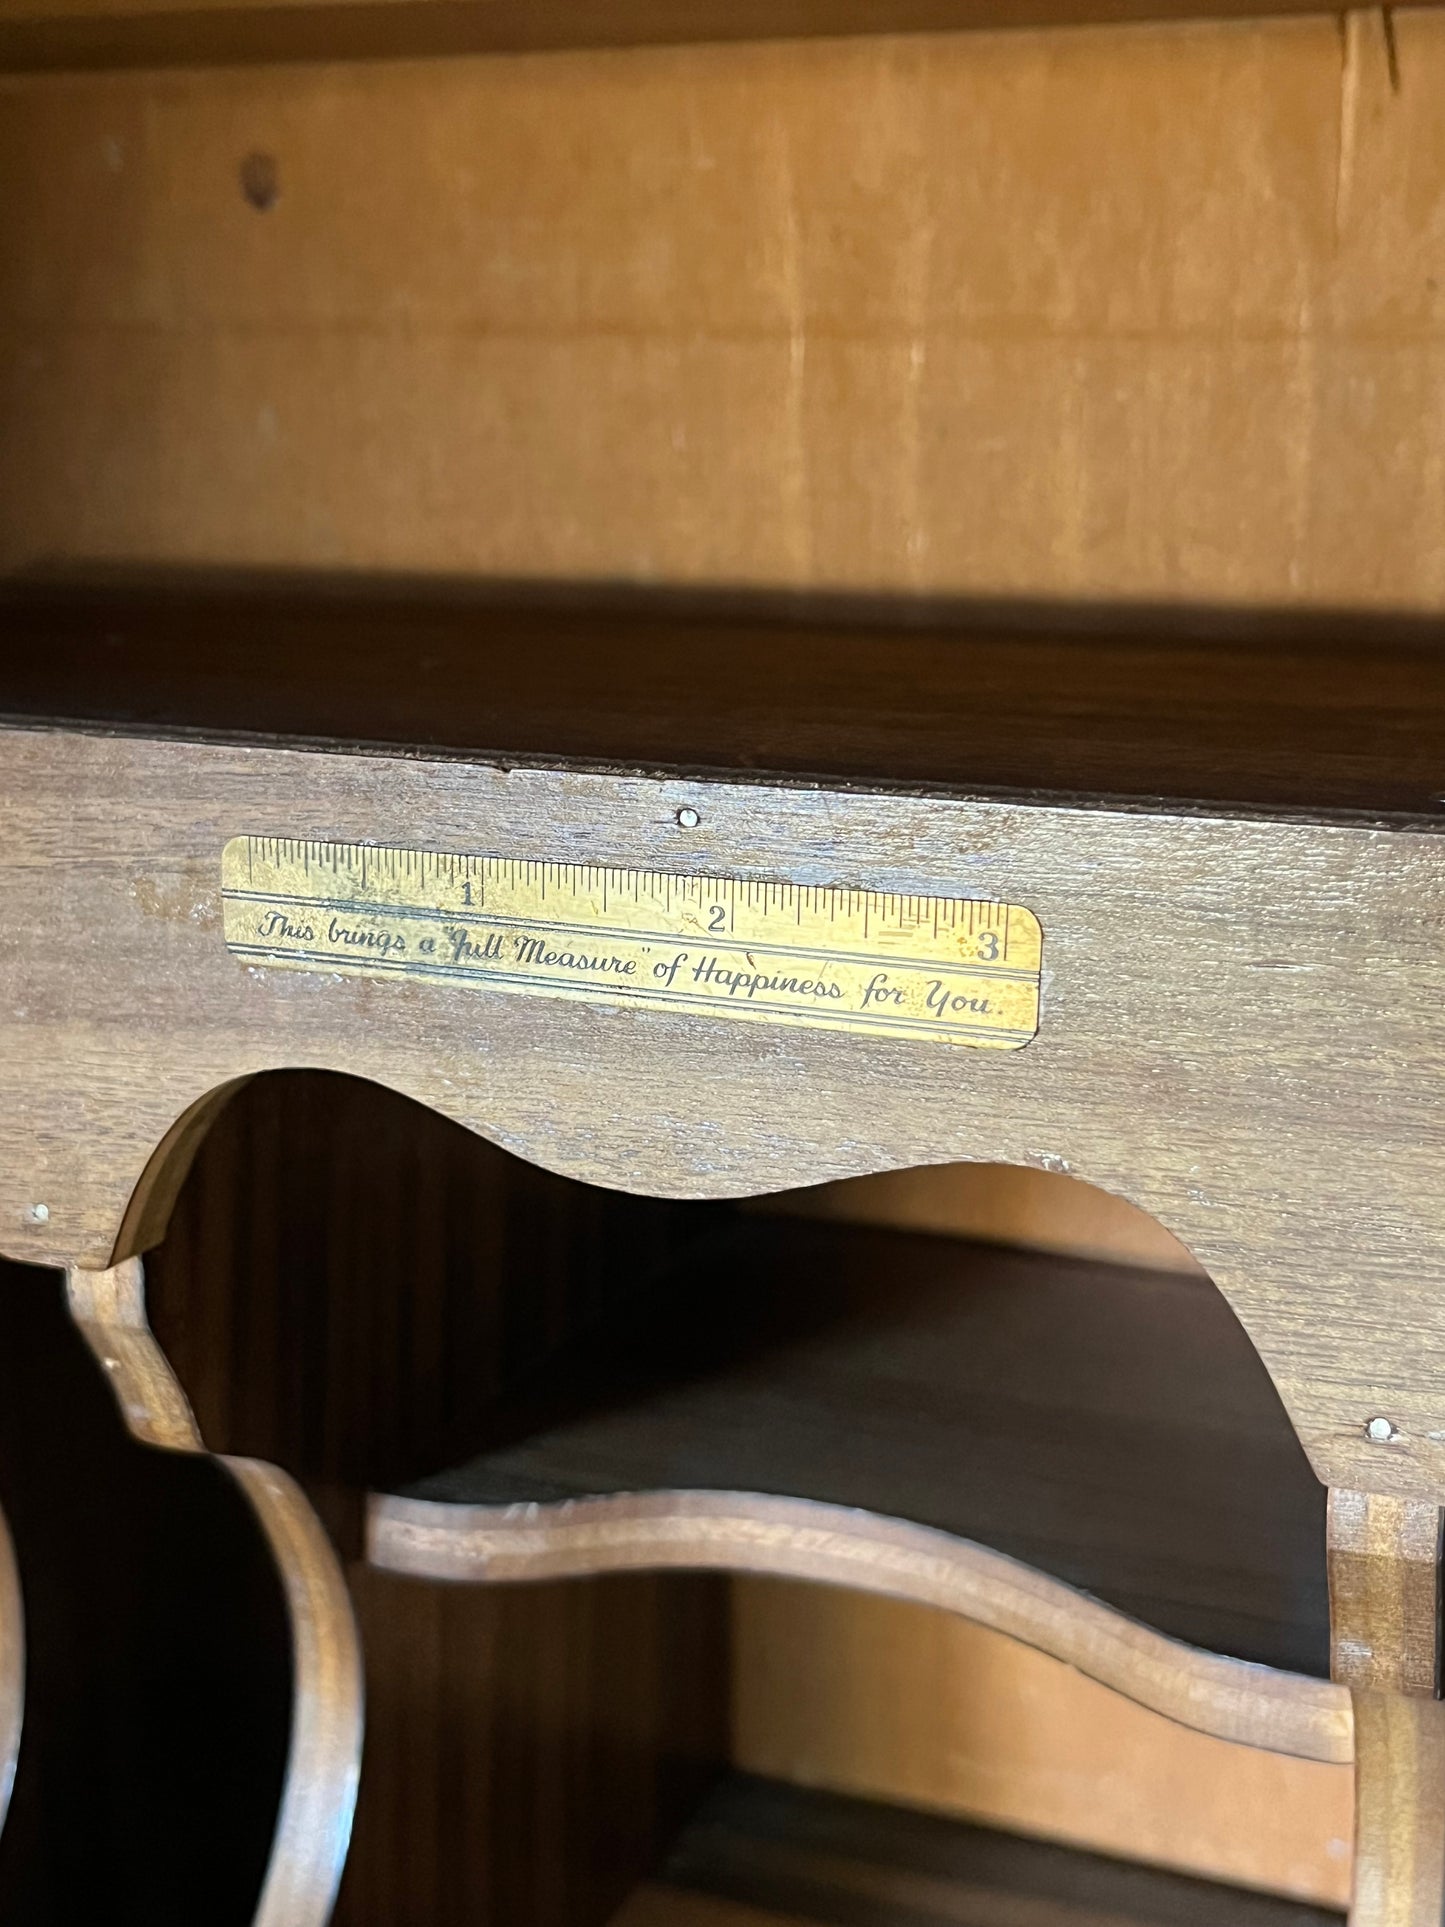 1 2 3
This brings a "Full Measure" of Happiness for You.